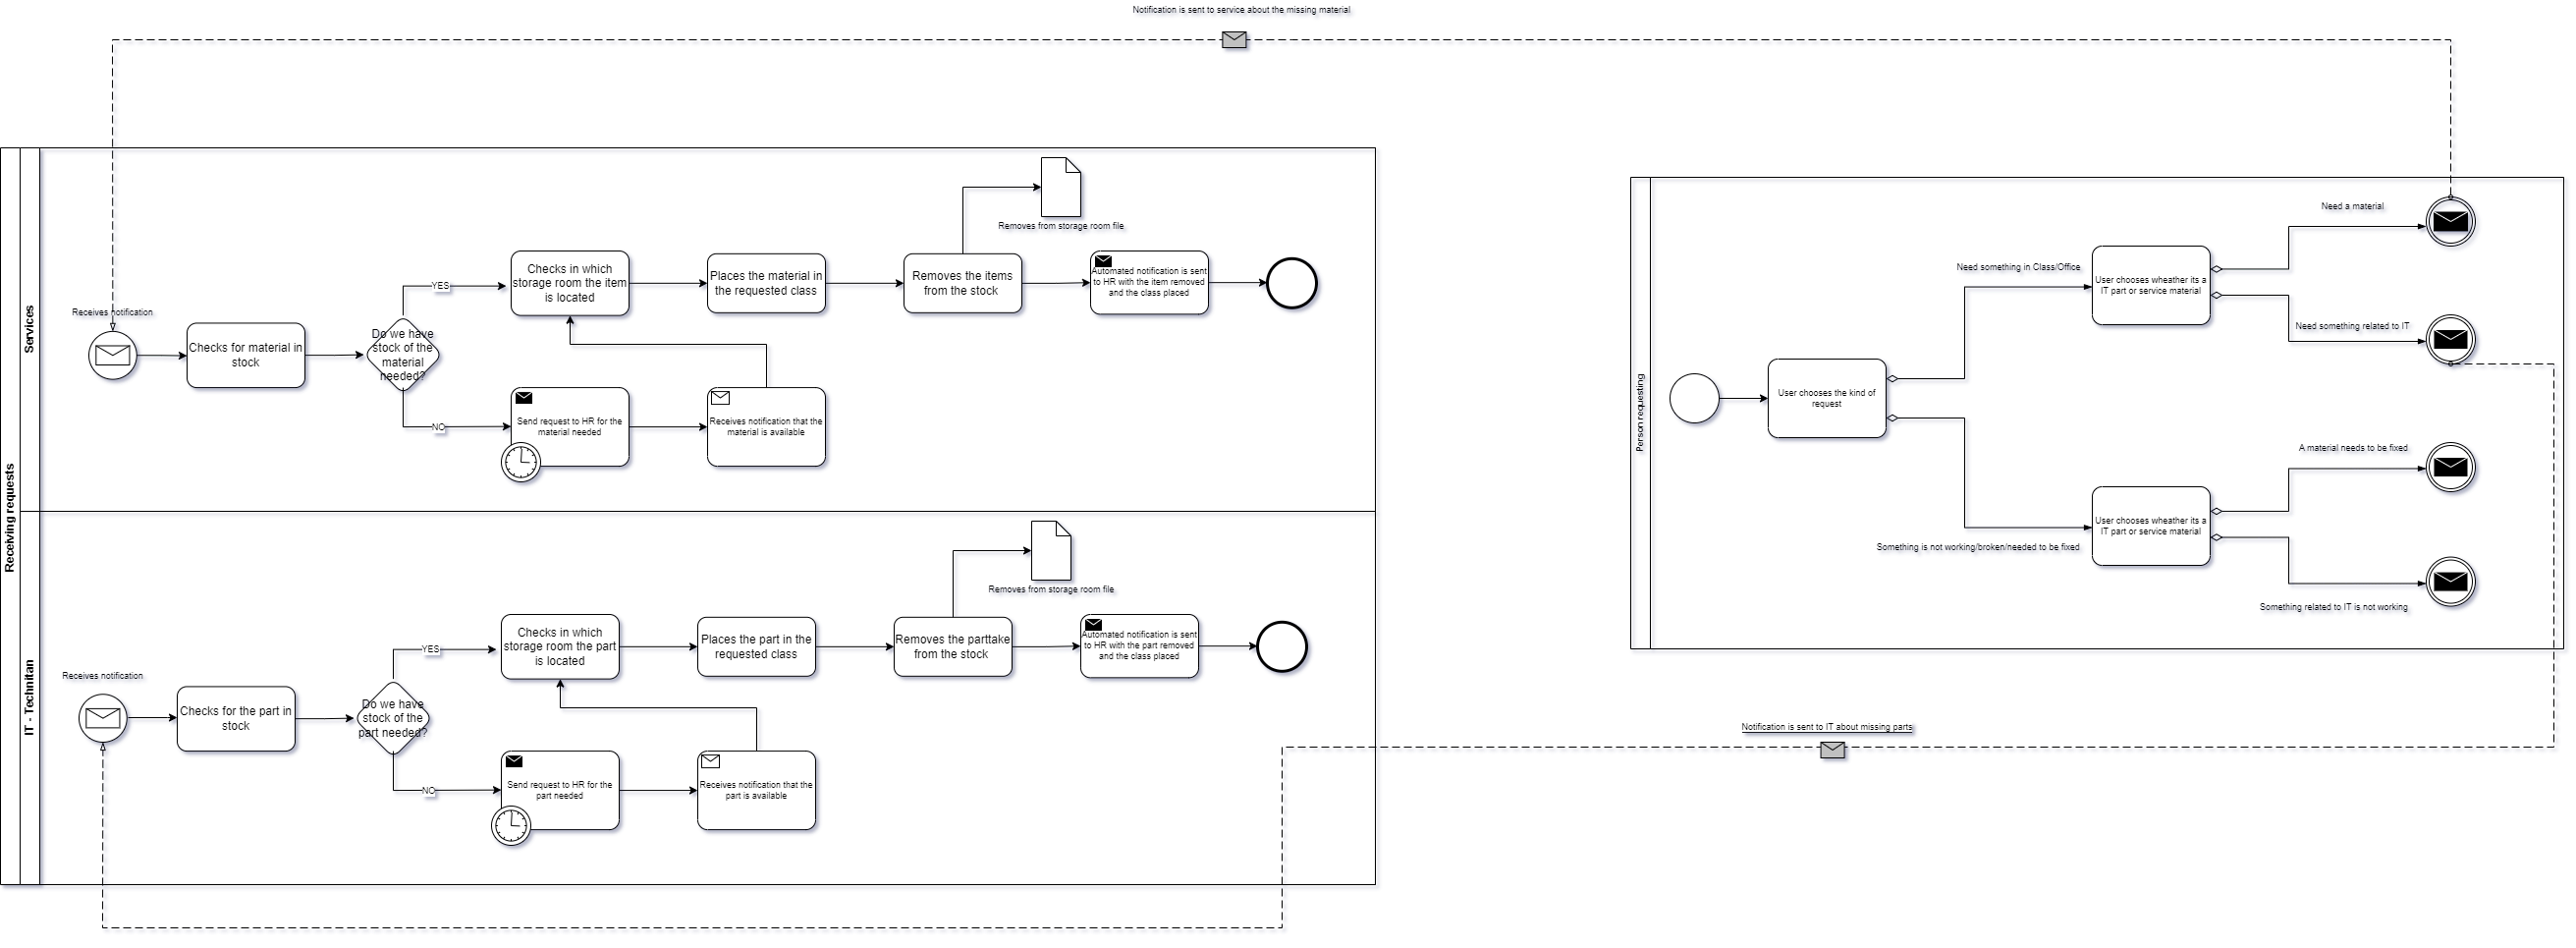 Notification is sent to service about the missing material
Receiving requests
Services
Receives notification
Checks for material in
stock
Do we have
stock of the
material
needed?
YES
NO
Checks in which
storage room the item
is located
Places the material in
the requested class
Removes the items
from the stock
Removes from storage room file
Automated notification is sent
to HR with the item removed
and the class placed
Send request to HR for the
material needed
Receives notification that the
material is available
IT - Technitan
Receives notification
Checks for the part in
stock
Do we have
stock of the
part needed?
YES
NO
Checks in which
storage room the part
is located
Places the part in the
requested class
Removes the parttake
from the stock
Removes from storage room file
Automated notification is sent
to HR with the part removed
and the class placed
Send request to HR for the
part needed
Receives notification that the
part is available
Person requesting
User chooses the kind of
request
Need something in Class/Office
User chooses wheather its a
IT part or service material
Need a material
Need something related to IT
Something is not working/broken/needed to be fixed
User chooses wheather its a
IT part or service material
A material needs to be fixed
Something related to IT is not working
Notification is sent to IT about missing parts